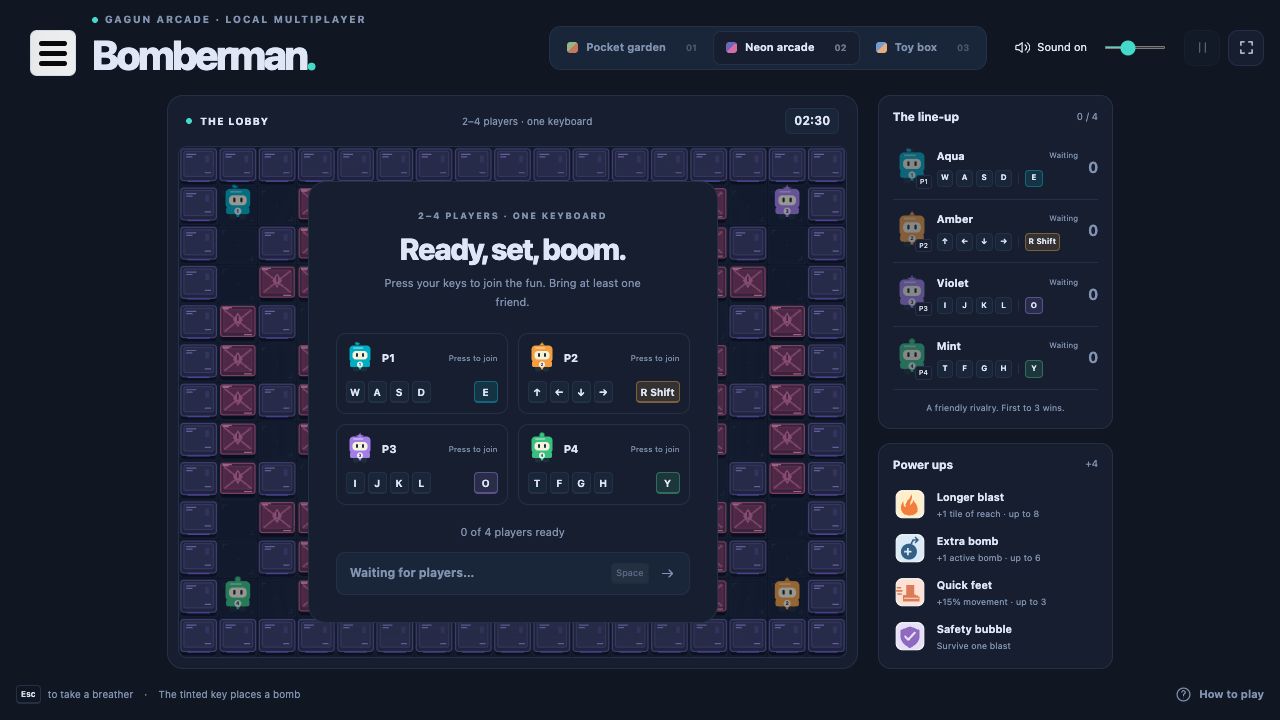 GAGUN ARCADE · LOCAL MULTIPLAYER
Bomberman.
Pocket garden 01
n arcade 02
Toy bo 03
Sound on
THE LOBBY
2–4 players · one keyboard
02:30
2–4 PLAYERS · ONE KEYBOARD
Ready, set, boom.
Press your keys to join the fun. Bring at least one
friend.
P1 Press to join
W A S D E
P2 Press to join
↑ ← ↓ → R Shift
P3 Press to join
I J K L O
P4 Press to join
T F G H Y
0 of 4 players ready
Waiting for players... Space →
The line-up 0 / 4
Aqua Waiting
P1 W A S D E 0
Amber Waiting
P2 ↑ ← ↓ → R Shift 0
Violet Waiting
P3 I J K L O 0
Mint Waiting
P4 T F G H Y 0
A friendly rivalry. First to 3 wins.
Power ups +4
Longer blast
+1 tile of reach · up to 8
Extra bomb
+1 active bomb · up to 6
Quick feet
+15% movement · up to 3
Safety bubble
Survive one blast
Esc to take a breather · The tinted key places a bomb
? How to play